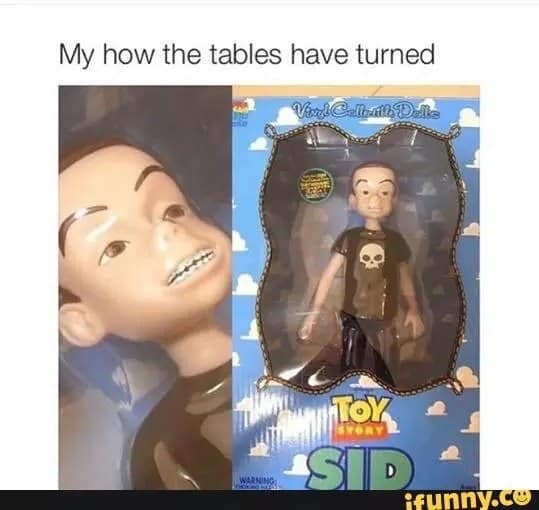 My how the tables have turned
Vinyl Collectible Dolls
TOY
STORY
SID
WARNING:
ifunny.co